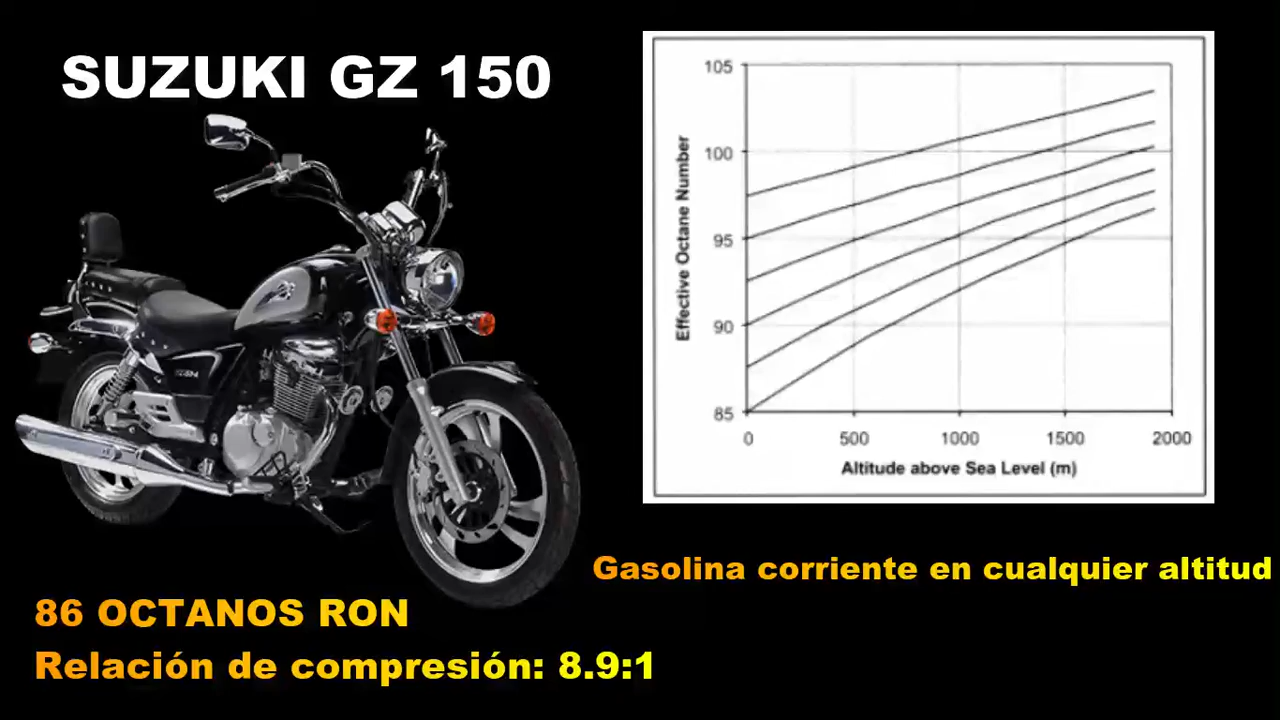 SUZUKI GZ 150
105
100
95
90
85
Effective Octane Number
0 500 1000 1500 2000
Altitude above Sea Level (m)
Gasolina corriente en cualquier altitud
86 OCTANOS RON
Relación de compresión: 8.9:1